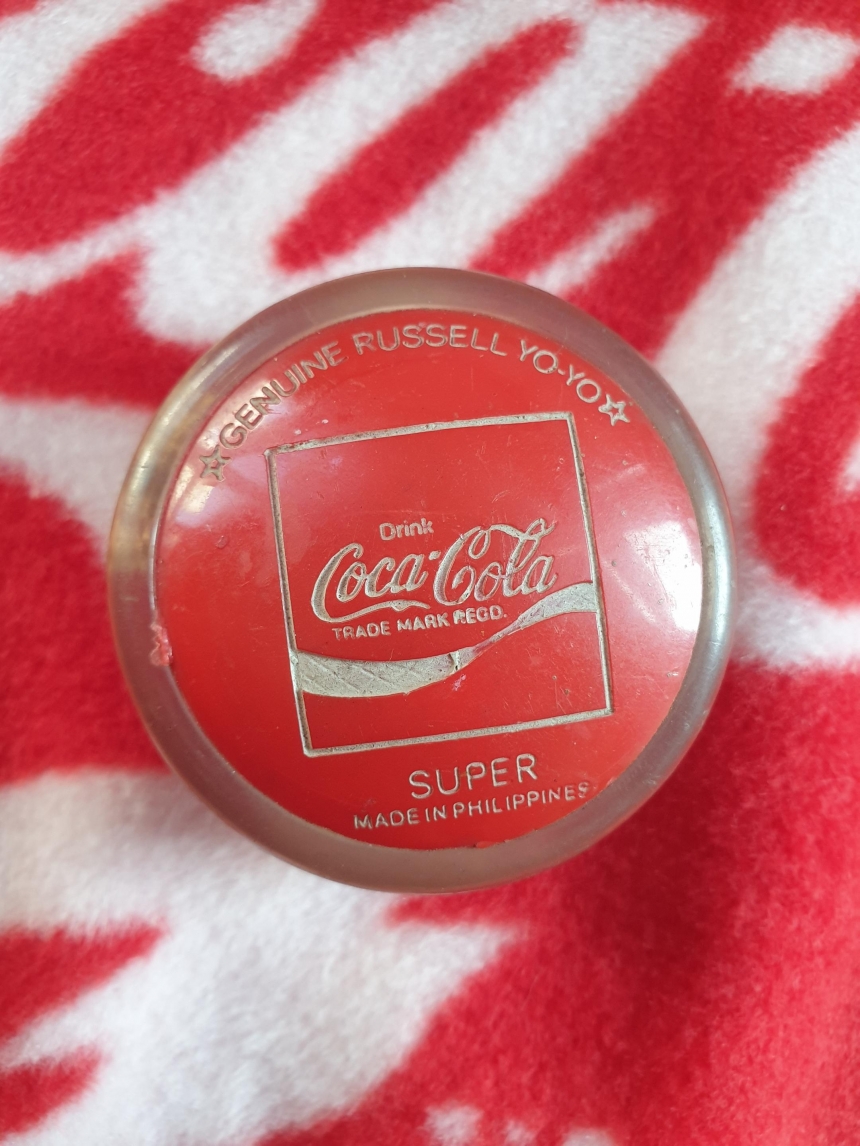 ☆GENUINE RUSSELL YO-YO☆
Drink
Coca-Cola
TRADE MARK REGD.
SUPER
MADE IN PHILIPPINES